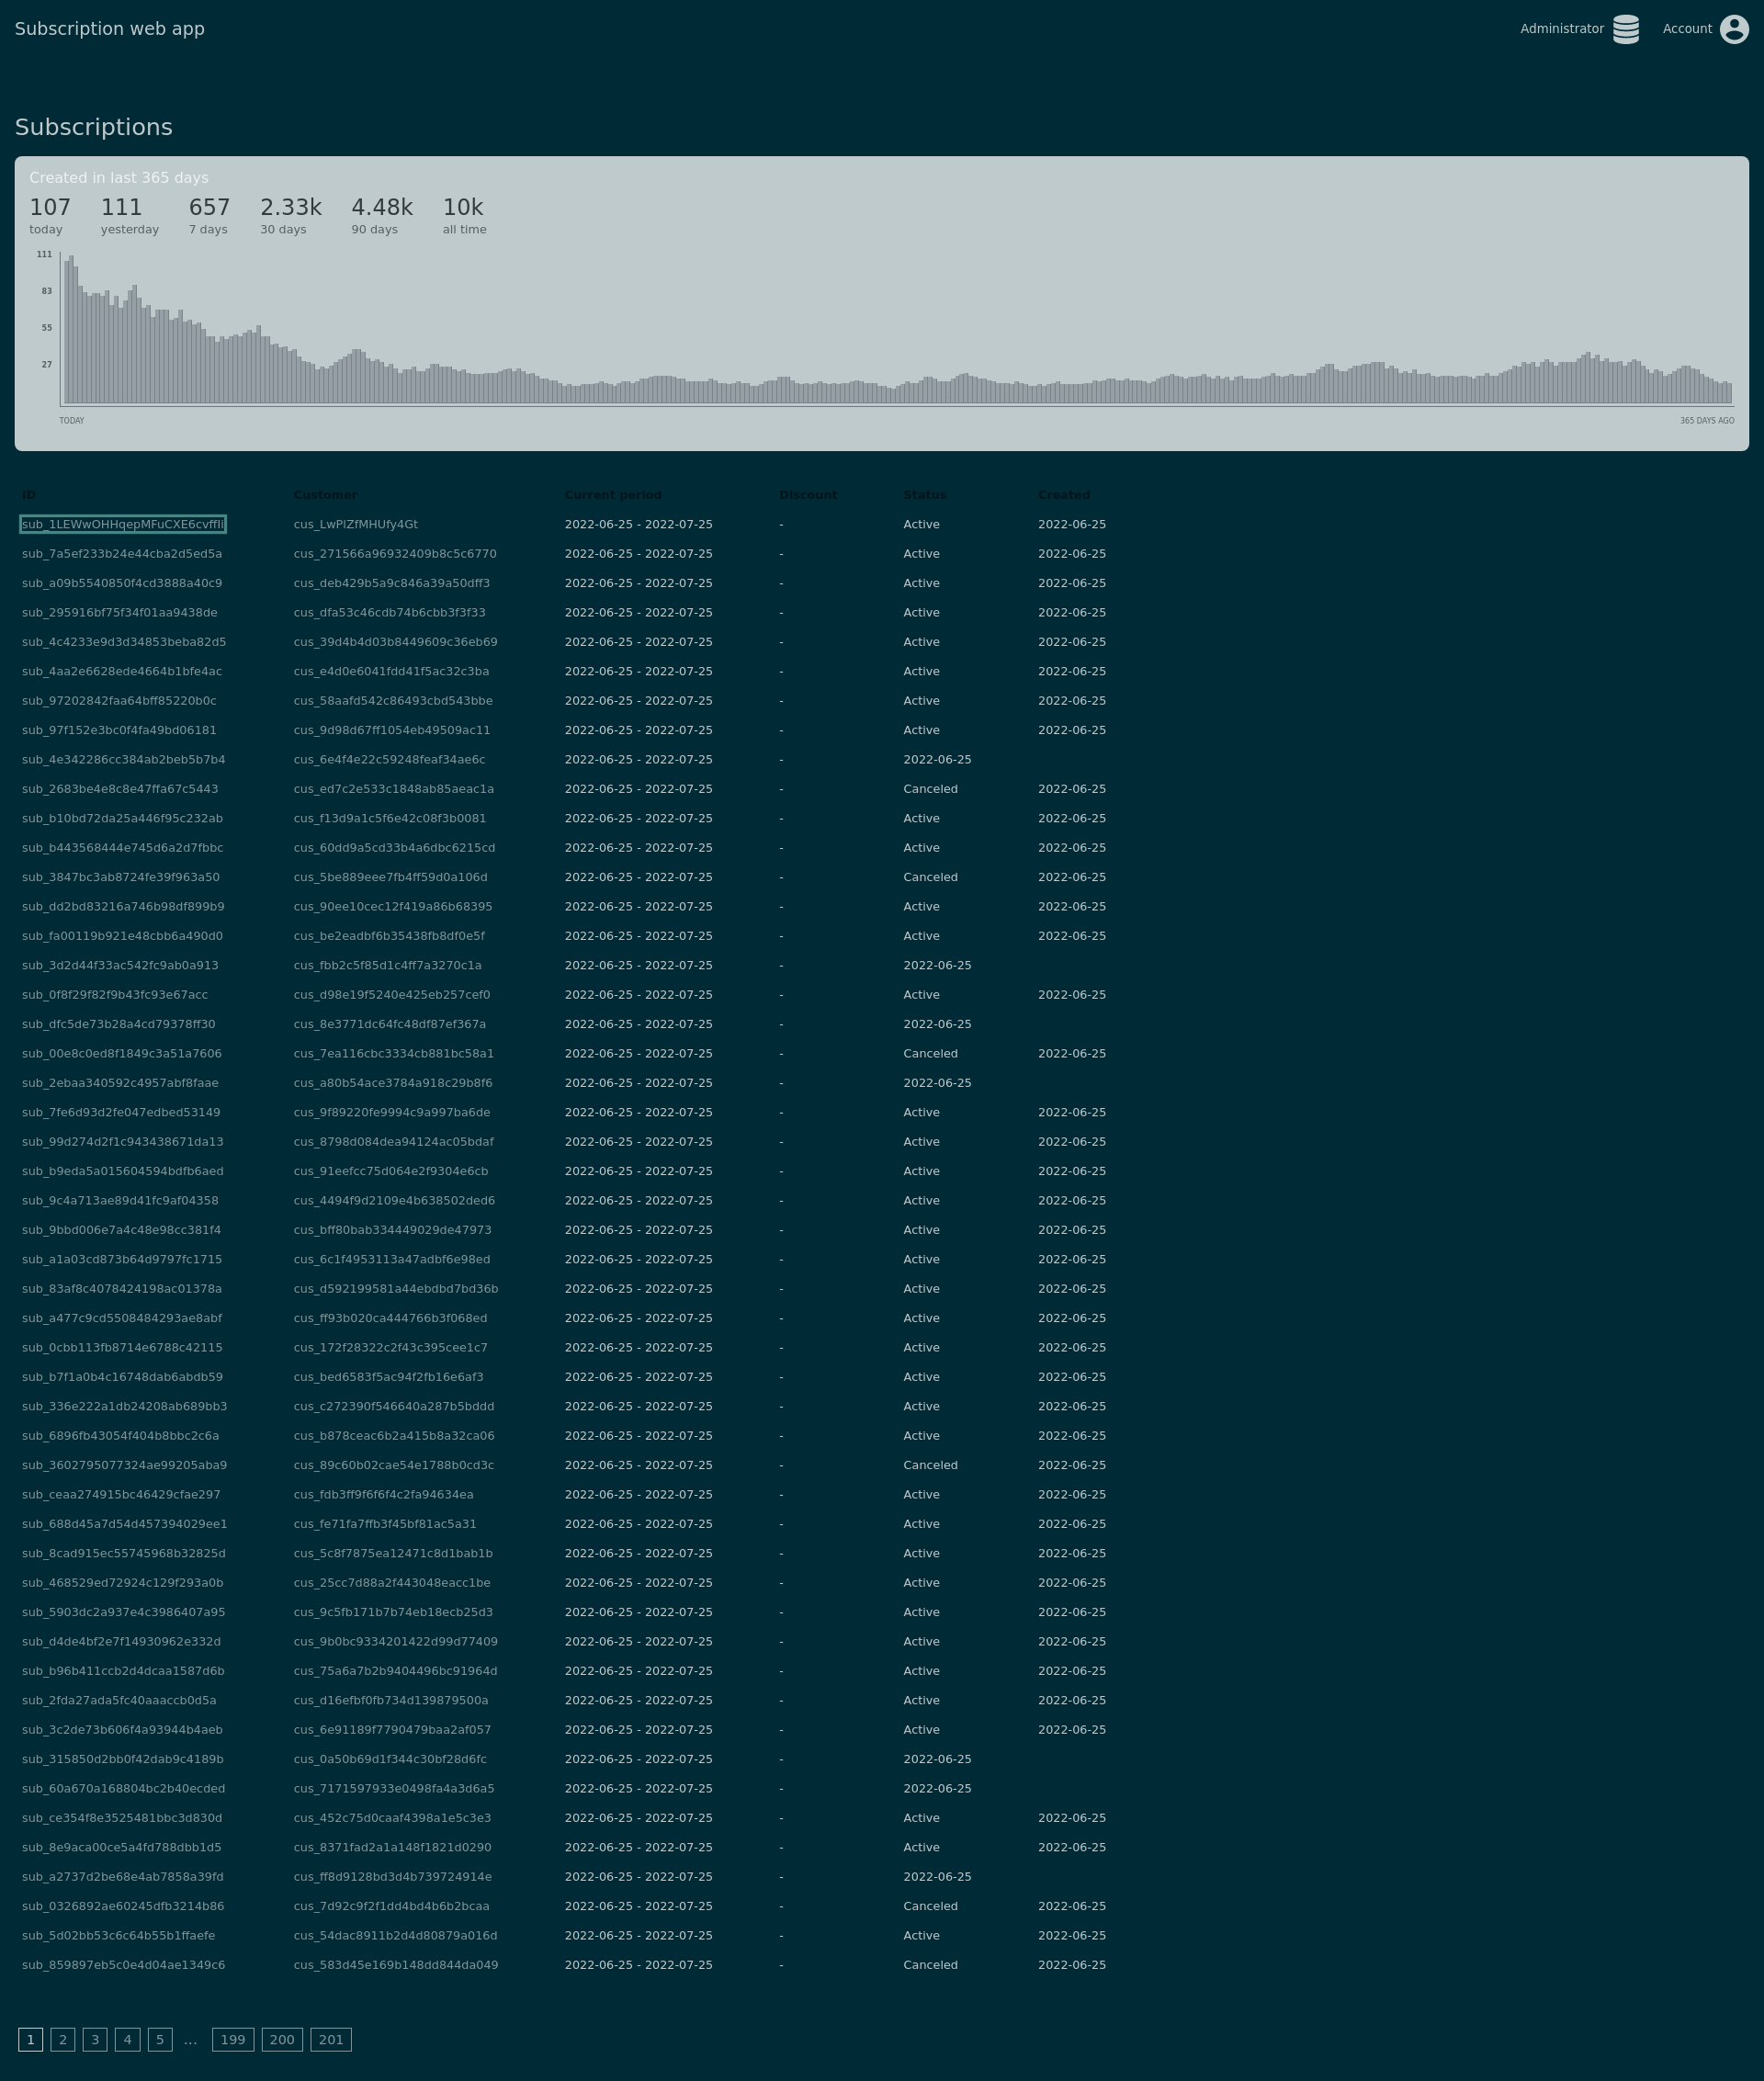 Subscription web app Administrator Account
Subscriptions
Created in last 365 days
107 111 657 2.33k 4.48k 10k
today yesterday 7 days 30 days 90 days all time
111
83
55
27
TODAY 365 DAYS AGO
ID Customer Current period Discount Status Created
sub_1LEWwOHHqepMFuCXE6cvffIi cus_LwPlZfMHUfy4Gt 2022-06-25 - 2022-07-25 - Active 2022-06-25
sub_7a5ef233b24e44cba2d5ed5a cus_271566a96932409b8c5c6770 2022-06-25 - 2022-07-25 - Active 2022-06-25
sub_a09b5540850f4cd3888a40c9 cus_deb429b5a9c846a39a50dff3 2022-06-25 - 2022-07-25 - Active 2022-06-25
sub_295916bf75f34f01aa9438de cus_dfa53c46cdb74b6cbb3f3f33 2022-06-25 - 2022-07-25 - Active 2022-06-25
sub_4c4233e9d3d34853beba82d5 cus_39d4b4d03b8449609c36eb69 2022-06-25 - 2022-07-25 - Active 2022-06-25
sub_4aa2e6628ede4664b1bfe4ac cus_e4d0e6041fdd41f5ac32c3ba 2022-06-25 - 2022-07-25 - Active 2022-06-25
sub_97202842faa64bff85220b0c cus_58aafd542c86493cbd543bbe 2022-06-25 - 2022-07-25 - Active 2022-06-25
sub_97f152e3bc0f4fa49bd06181 cus_9d98d67ff1054eb49509ac11 2022-06-25 - 2022-07-25 - Active 2022-06-25
sub_4e342286cc384ab2beb5b7b4 cus_6e4f4e22c59248feaf34ae6c 2022-06-25 - 2022-07-25 - 2022-06-25
sub_2683be4e8c8e47ffa67c5443 cus_ed7c2e533c1848ab85aeac1a 2022-06-25 - 2022-07-25 - Canceled 2022-06-25
sub_b10bd72da25a446f95c232ab cus_f13d9a1c5f6e42c08f3b0081 2022-06-25 - 2022-07-25 - Active 2022-06-25
sub_b443568444e745d6a2d7fbbc cus_60dd9a5cd33b4a6dbc6215cd 2022-06-25 - 2022-07-25 - Active 2022-06-25
sub_3847bc3ab8724fe39f963a50 cus_5be889eee7fb4ff59d0a106d 2022-06-25 - 2022-07-25 - Canceled 2022-06-25
sub_dd2bd83216a746b98df899b9 cus_90ee10cec12f419a86b68395 2022-06-25 - 2022-07-25 - Active 2022-06-25
sub_fa00119b921e48cbb6a490d0 cus_be2eadbf6b35438fb8df0e5f 2022-06-25 - 2022-07-25 - Active 2022-06-25
sub_3d2d44f33ac542fc9ab0a913 cus_fbb2c5f85d1c4ff7a3270c1a 2022-06-25 - 2022-07-25 - 2022-06-25
sub_0f8f29f82f9b43fc93e67acc cus_d98e19f5240e425eb257cef0 2022-06-25 - 2022-07-25 - Active 2022-06-25
sub_dfc5de73b28a4cd79378ff30 cus_8e3771dc64fc48df87ef367a 2022-06-25 - 2022-07-25 - 2022-06-25
sub_00e8c0ed8f1849c3a51a7606 cus_7ea116cbc3334cb881bc58a1 2022-06-25 - 2022-07-25 - Canceled 2022-06-25
sub_2ebaa340592c4957abf8faae cus_a80b54ace3784a918c29b8f6 2022-06-25 - 2022-07-25 - 2022-06-25
sub_7fe6d93d2fe047edbed53149 cus_9f89220fe9994c9a997ba6de 2022-06-25 - 2022-07-25 - Active 2022-06-25
sub_99d274d2f1c943438671da13 cus_8798d084dea94124ac05bdaf 2022-06-25 - 2022-07-25 - Active 2022-06-25
sub_b9eda5a015604594bdfb6aed cus_91eefcc75d064e2f9304e6cb 2022-06-25 - 2022-07-25 - Active 2022-06-25
sub_9c4a713ae89d41fc9af04358 cus_4494f9d2109e4b638502ded6 2022-06-25 - 2022-07-25 - Active 2022-06-25
sub_9bbd006e7a4c48e98cc381f4 cus_bff80bab334449029de47973 2022-06-25 - 2022-07-25 - Active 2022-06-25
sub_a1a03cd873b64d9797fc1715 cus_6c1f4953113a47adbf6e98ed 2022-06-25 - 2022-07-25 - Active 2022-06-25
sub_83af8c4078424198ac01378a cus_d592199581a44ebdbd7bd36b 2022-06-25 - 2022-07-25 - Active 2022-06-25
sub_a477c9cd5508484293ae8abf cus_ff93b020ca444766b3f068ed 2022-06-25 - 2022-07-25 - Active 2022-06-25
sub_0cbb113fb8714e6788c42115 cus_172f28322c2f43c395cee1c7 2022-06-25 - 2022-07-25 - Active 2022-06-25
sub_b7f1a0b4c16748dab6abdb59 cus_bed6583f5ac94f2fb16e6af3 2022-06-25 - 2022-07-25 - Active 2022-06-25
sub_336e222a1db24208ab689bb3 cus_c272390f546640a287b5bddd 2022-06-25 - 2022-07-25 - Active 2022-06-25
sub_6896fb43054f404b8bbc2c6a cus_b878ceac6b2a415b8a32ca06 2022-06-25 - 2022-07-25 - Active 2022-06-25
sub_3602795077324ae99205aba9 cus_89c60b02cae54e1788b0cd3c 2022-06-25 - 2022-07-25 - Canceled 2022-06-25
sub_ceaa274915bc46429cfae297 cus_fdb3ff9f6f6f4c2fa94634ea 2022-06-25 - 2022-07-25 - Active 2022-06-25
sub_688d45a7d54d457394029ee1 cus_fe71fa7ffb3f45bf81ac5a31 2022-06-25 - 2022-07-25 - Active 2022-06-25
sub_8cad915ec55745968b32825d cus_5c8f7875ea12471c8d1bab1b 2022-06-25 - 2022-07-25 - Active 2022-06-25
sub_468529ed72924c129f293a0b cus_25cc7d88a2f443048eacc1be 2022-06-25 - 2022-07-25 - Active 2022-06-25
sub_5903dc2a937e4c3986407a95 cus_9c5fb171b7b74eb18ecb25d3 2022-06-25 - 2022-07-25 - Active 2022-06-25
sub_d4de4bf2e7f14930962e332d cus_9b0bc9334201422d99d77409 2022-06-25 - 2022-07-25 - Active 2022-06-25
sub_b96b411ccb2d4dcaa1587d6b cus_75a6a7b2b9404496bc91964d 2022-06-25 - 2022-07-25 - Active 2022-06-25
sub_2fda27ada5fc40aaaccb0d5a cus_d16efbf0fb734d139879500a 2022-06-25 - 2022-07-25 - Active 2022-06-25
sub_3c2de73b606f4a93944b4aeb cus_6e91189f7790479baa2af057 2022-06-25 - 2022-07-25 - Active 2022-06-25
sub_315850d2bb0f42dab9c4189b cus_0a50b69d1f344c30bf28d6fc 2022-06-25 - 2022-07-25 - 2022-06-25
sub_60a670a168804bc2b40ecded cus_7171597933e0498fa4a3d6a5 2022-06-25 - 2022-07-25 - 2022-06-25
sub_ce354f8e3525481bbc3d830d cus_452c75d0caaf4398a1e5c3e3 2022-06-25 - 2022-07-25 - Active 2022-06-25
sub_8e9aca00ce5a4fd788dbb1d5 cus_8371fad2a1a148f1821d0290 2022-06-25 - 2022-07-25 - Active 2022-06-25
sub_a2737d2be68e4ab7858a39fd cus_ff8d9128bd3d4b739724914e 2022-06-25 - 2022-07-25 - 2022-06-25
sub_0326892ae60245dfb3214b86 cus_7d92c9f2f1dd4bd4b6b2bcaa 2022-06-25 - 2022-07-25 - Canceled 2022-06-25
sub_5d02bb53c6c64b55b1ffaefe cus_54dac8911b2d4d80879a016d 2022-06-25 - 2022-07-25 - Active 2022-06-25
sub_859897eb5c0e4d04ae1349c6 cus_583d45e169b148dd844da049 2022-06-25 - 2022-07-25 - Canceled 2022-06-25
1 2 3 4 5 ... 199 200 201